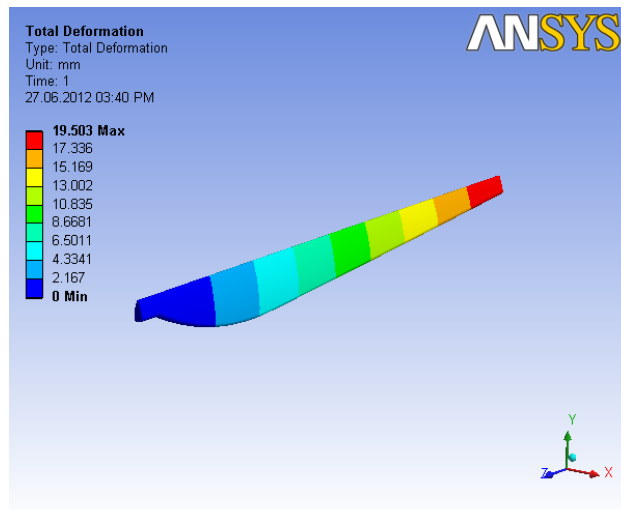 Total Deformation
Type: Total Deformation
Unit: mm
Time: 1
27.06.2012 03:40 PM
ANSYS
19.503 Max
17.336
15.169
13.002
10.835
8.6681
6.5011
4.3341
2.167
0 Min
Y
Z
X